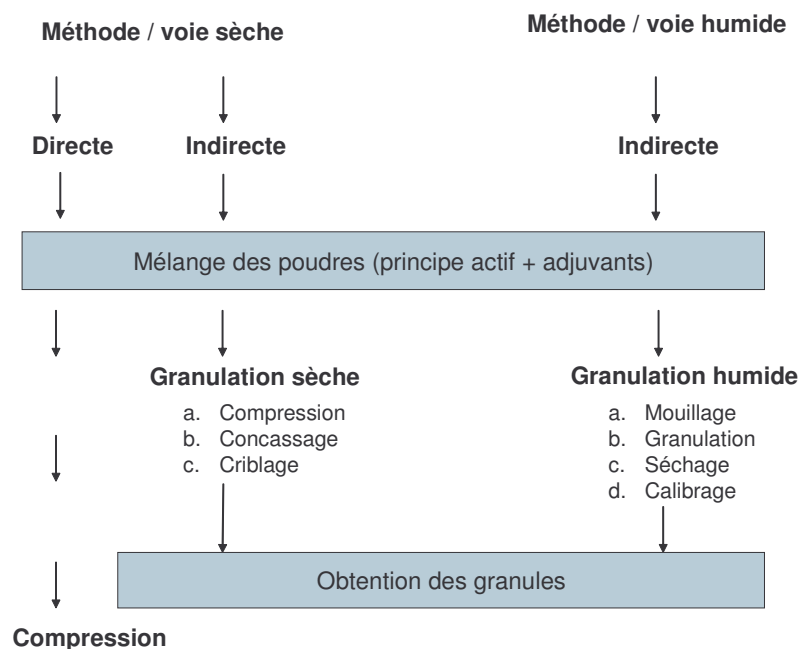 Méthode / voie sèche
Méthode / voie humide
Directe
Indirecte
Indirecte
Mélange des poudres (principe actif + adjuvants)
Granulation sèche
a. Compression
b. Concassage
c. Criblage
Granulation humide
a. Mouillage
b. Granulation
c. Séchage
d. Calibrage
Obtention des granules
Compression